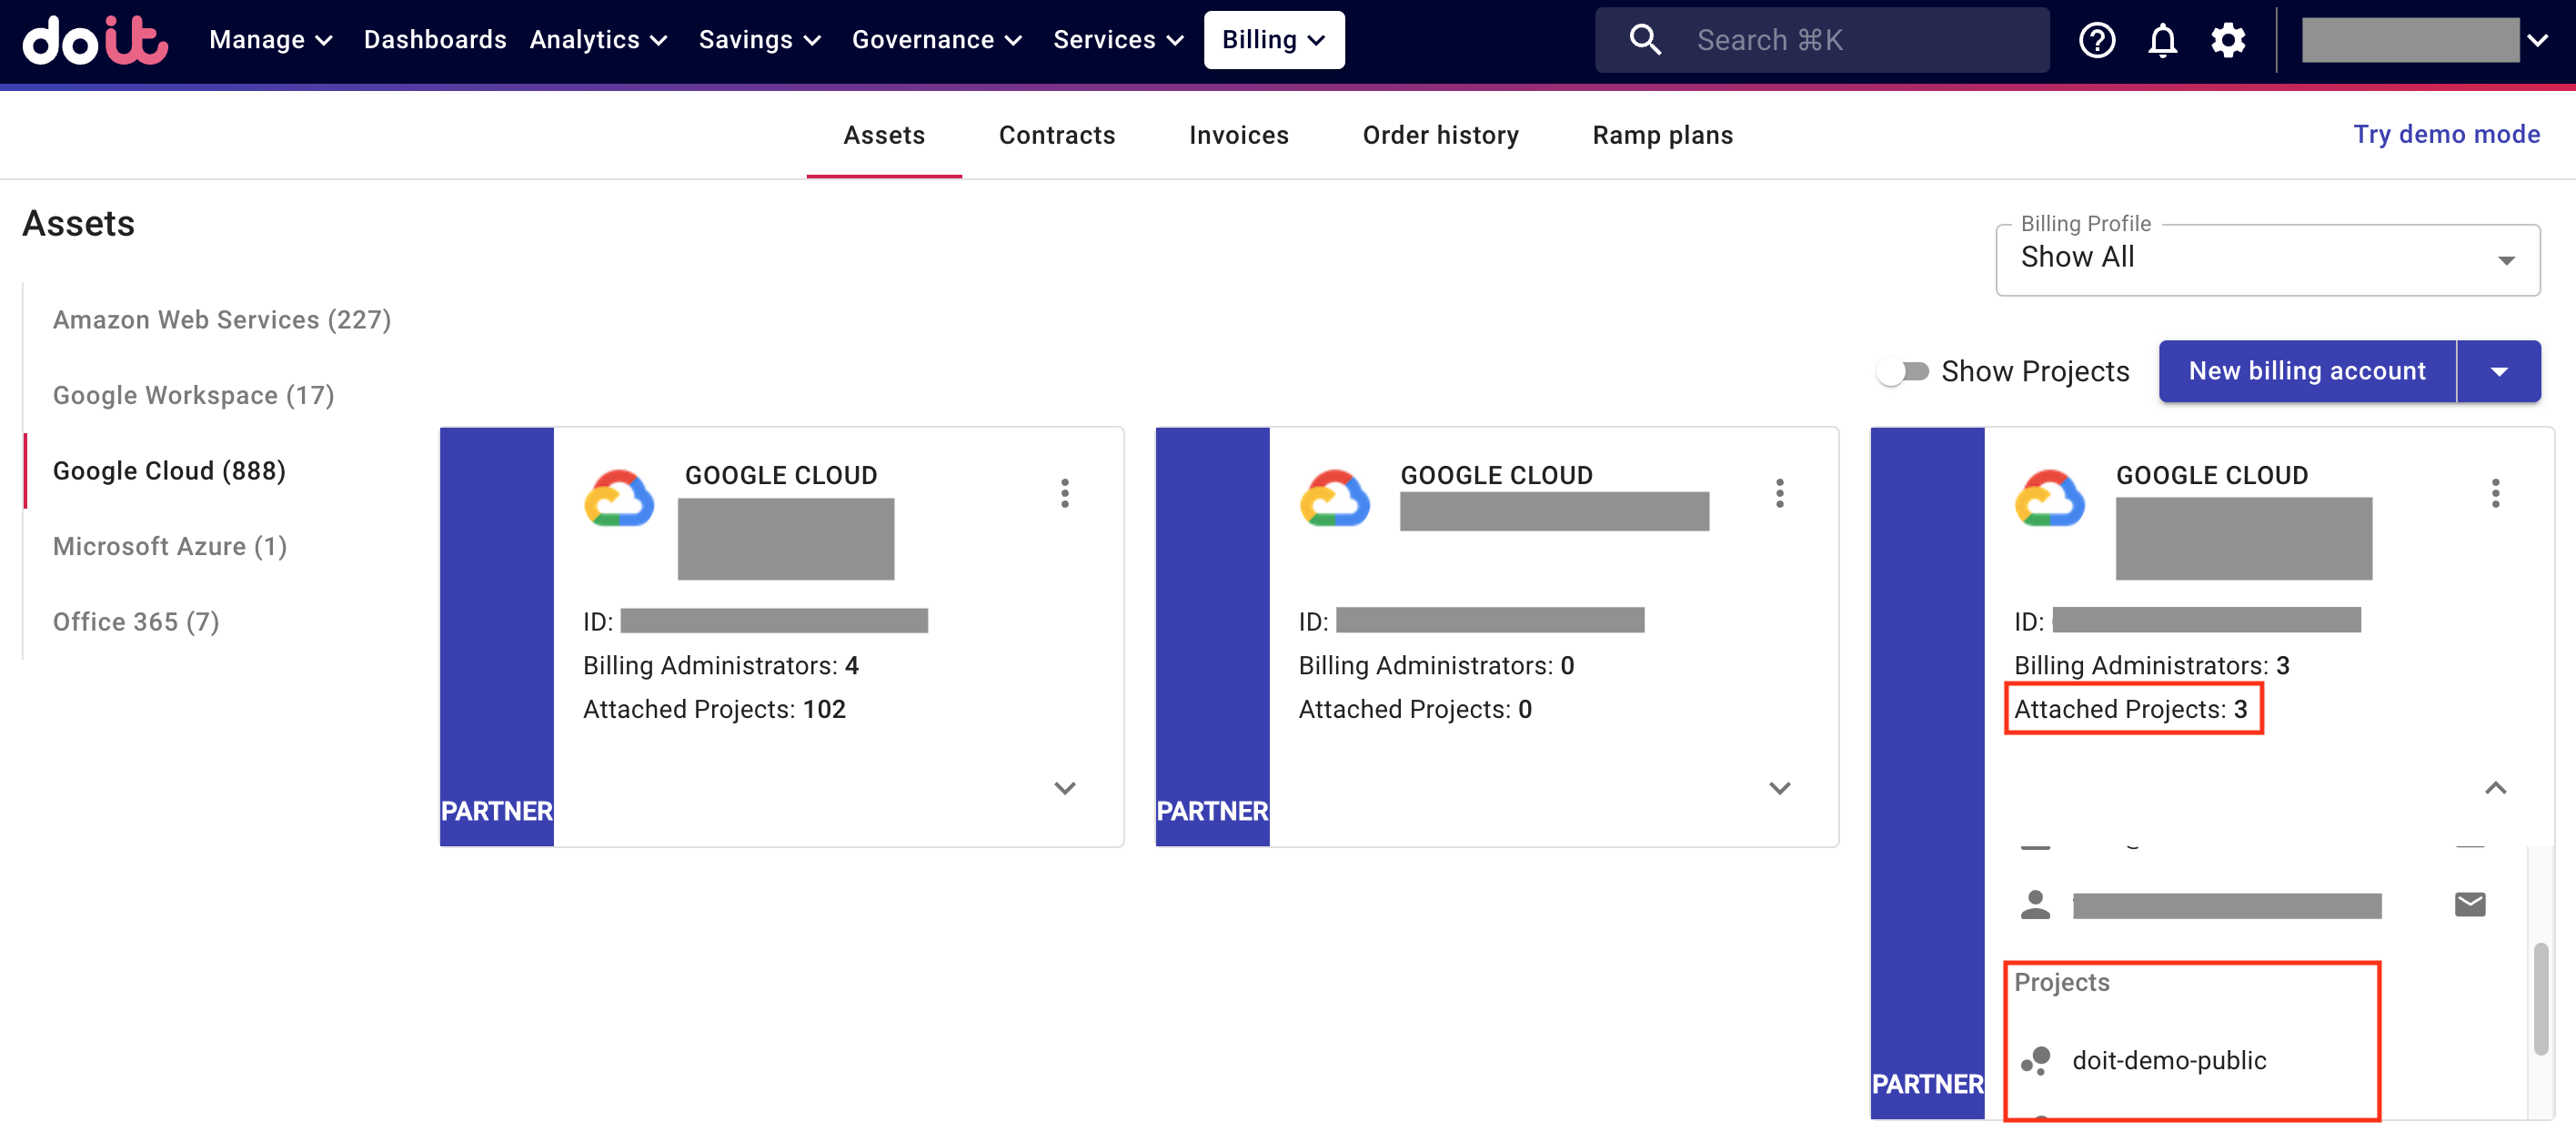 doit Manage Dashboards Analytics Savings Governance Services Billing Search ⌘K
Assets Contracts Invoices Order history Ramp plans Try demo mode
Assets
Billing Profile
Show All
Amazon Web Services (227)
Google Workspace (17)
Google Cloud (888)
Microsoft Azure (1)
Office 365 (7)
Show Projects New billing account
GOOGLE CLOUD
ID:
Billing Administrators: 4
Attached Projects: 102
PARTNER
GOOGLE CLOUD
ID:
Billing Administrators: 0
Attached Projects: 0
PARTNER
GOOGLE CLOUD
ID:
Billing Administrators: 3
Attached Projects: 3
Projects
doit-demo-public
PARTNER